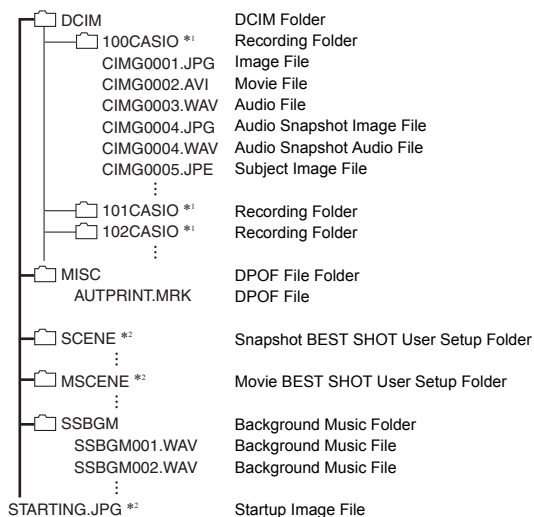 DCIM DCIM Folder
100CASIO *1 Recording Folder
CIMG0001.JPG Image File
CIMG0002.AVI Movie File
CIMG0003.WAV Audio File
CIMG0004.JPG Audio Snapshot Image File
CIMG0004.WAV Audio Snapshot Audio File
CIMG0005.JPE Subject Image File
101CASIO *1 Recording Folder
102CASIO *1 Recording Folder
MISC DPOF File Folder
AUTPRINT.MRK DPOF File
SCENE *2 Snapshot BEST SHOT User Setup Folder
MSCENE *2 Movie BEST SHOT User Setup Folder
SSBGM Background Music Folder
SSBGM001.WAV Background Music File
SSBGM002.WAV Background Music File
STARTING.JPG *2 Startup Image File